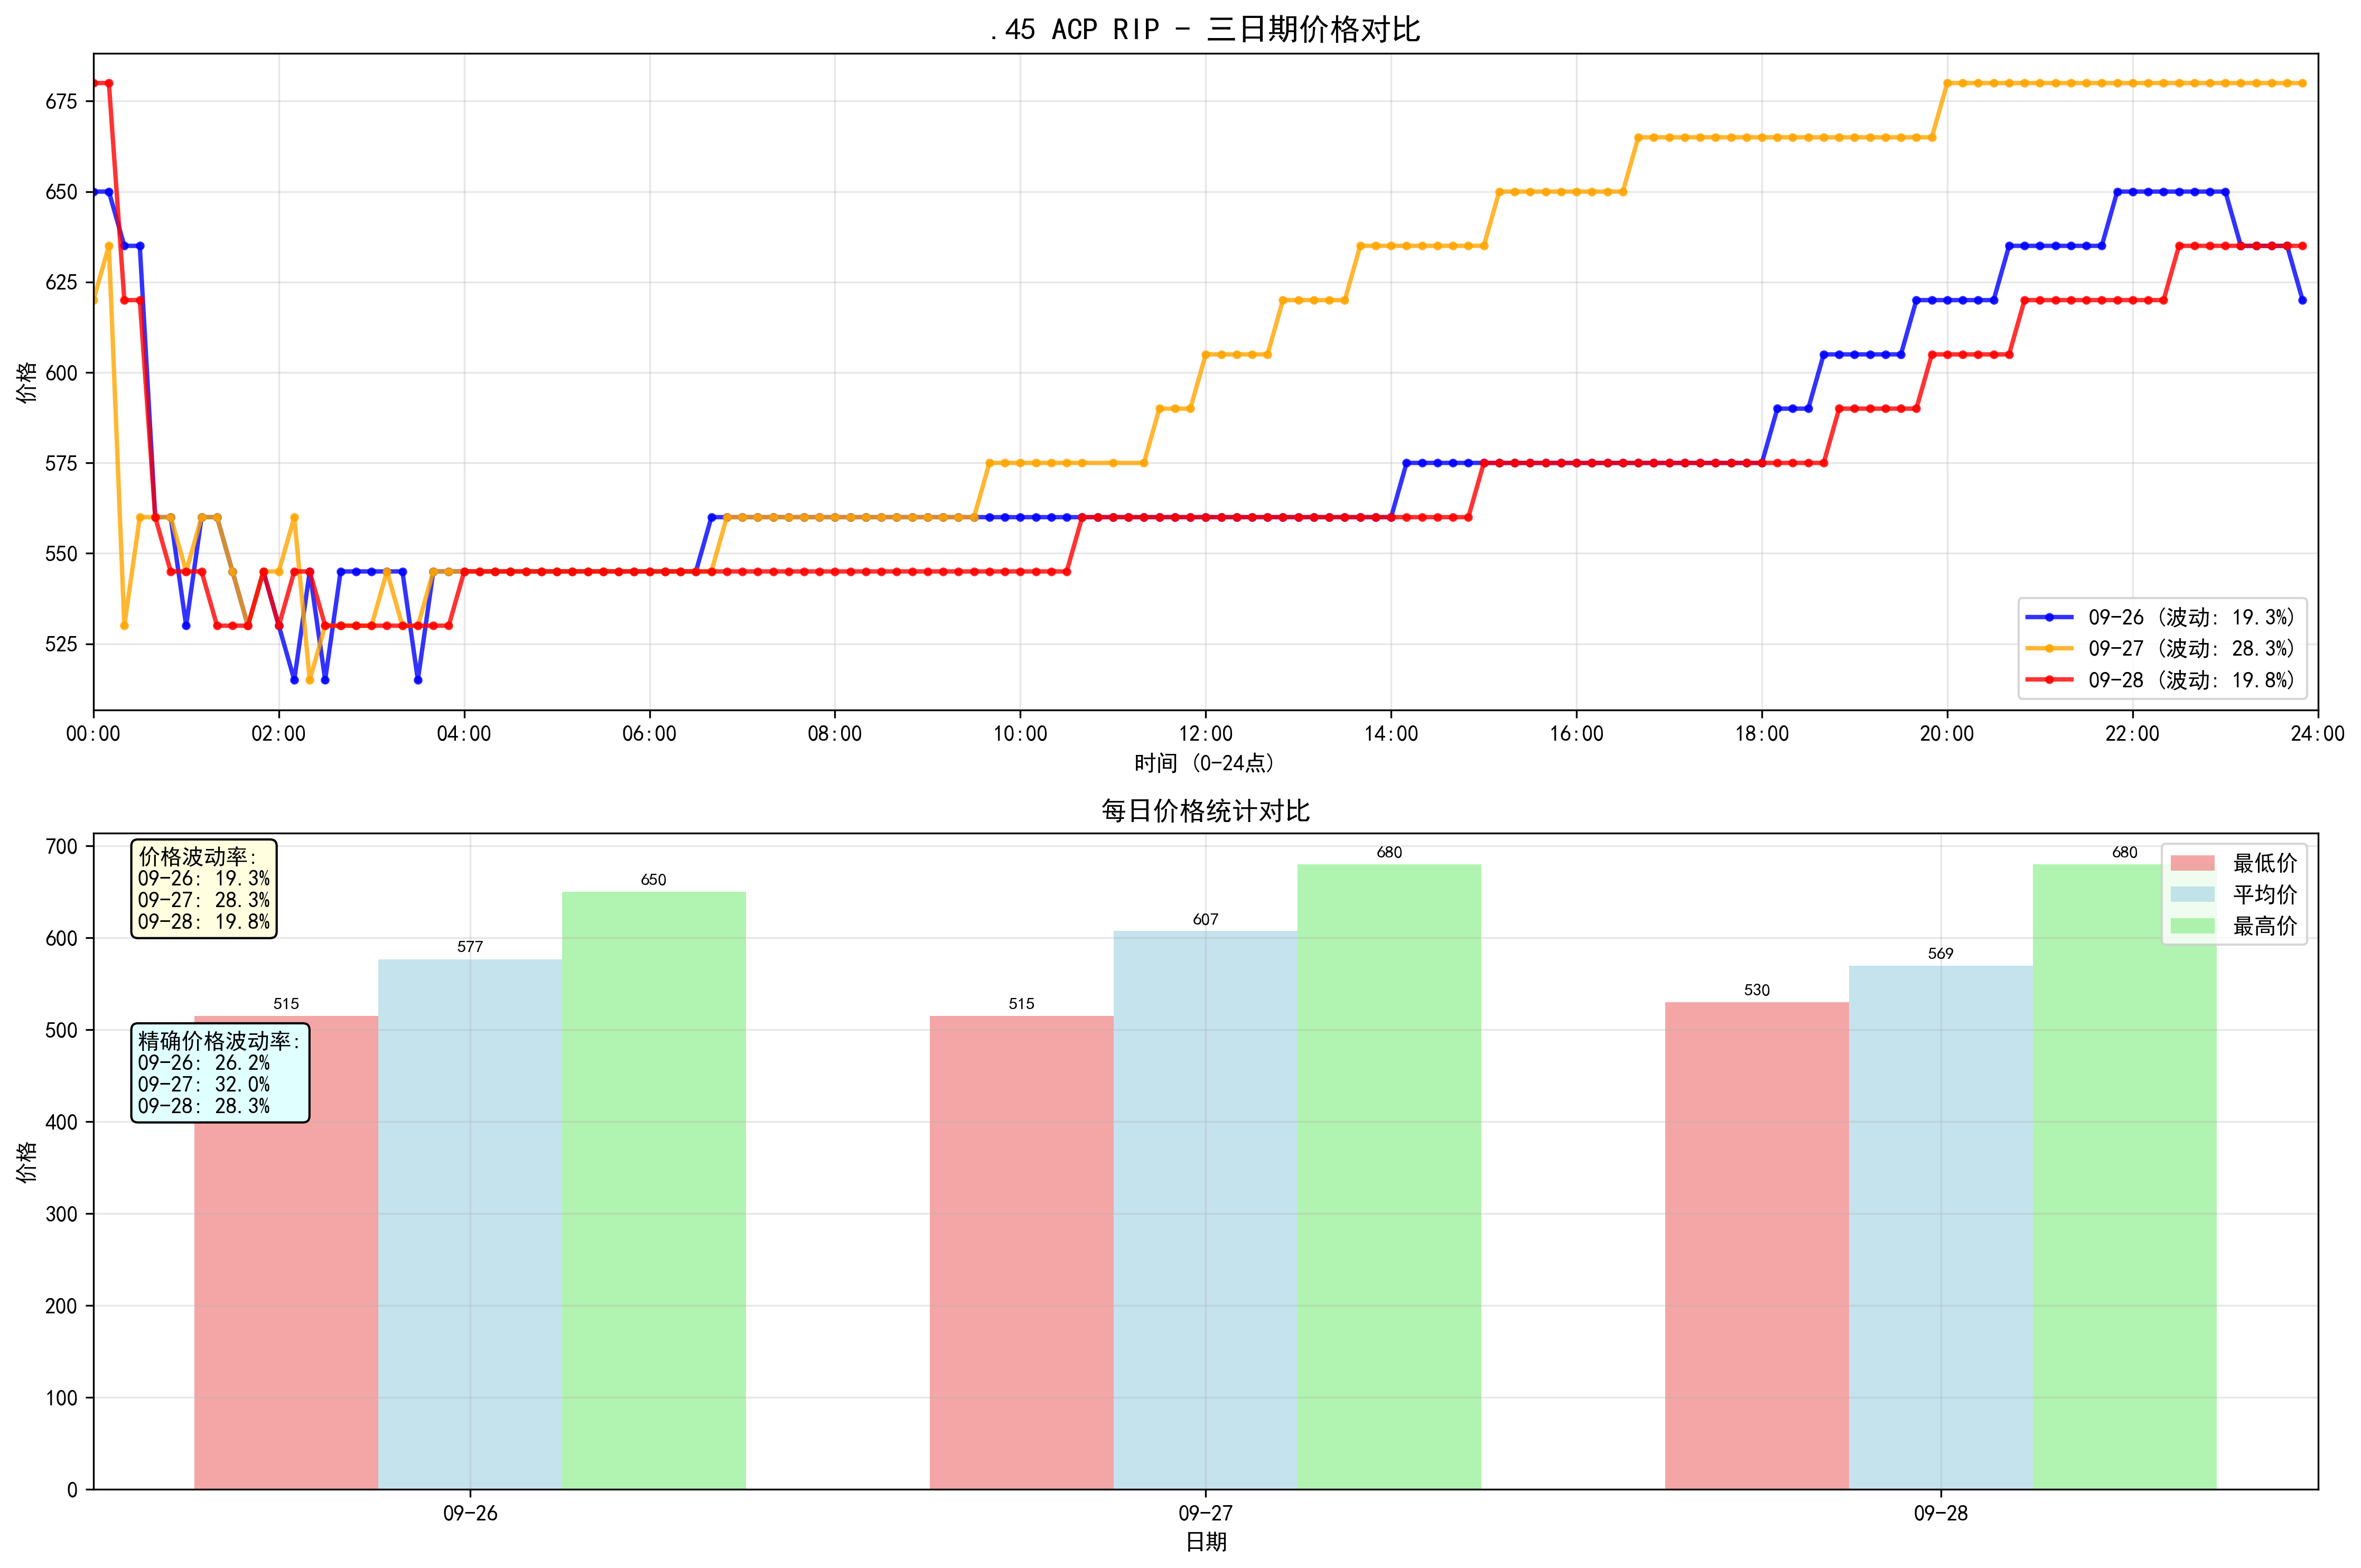 .45 ACP RIP - 三日期价格对比
675
650
625
600
575
550
525
价格
00:00 02:00 04:00 06:00 08:00 10:00 12:00 14:00 16:00 18:00 20:00 22:00 24:00
时间 (0-24点)
09-26 (波动: 19.3%)
09-27 (波动: 28.3%)
09-28 (波动: 19.8%)
每日价格统计对比
700
600
500
400
300
200
100
0
价格
价格波动率:
09-26: 19.3%
09-27: 28.3%
09-28: 19.8%
精确价格波动率:
09-26: 26.2%
09-27: 32.0%
09-28: 28.3%
515
577
650
515
607
680
530
569
680
最低价
平均价
最高价
09-26 09-27 09-28
日期